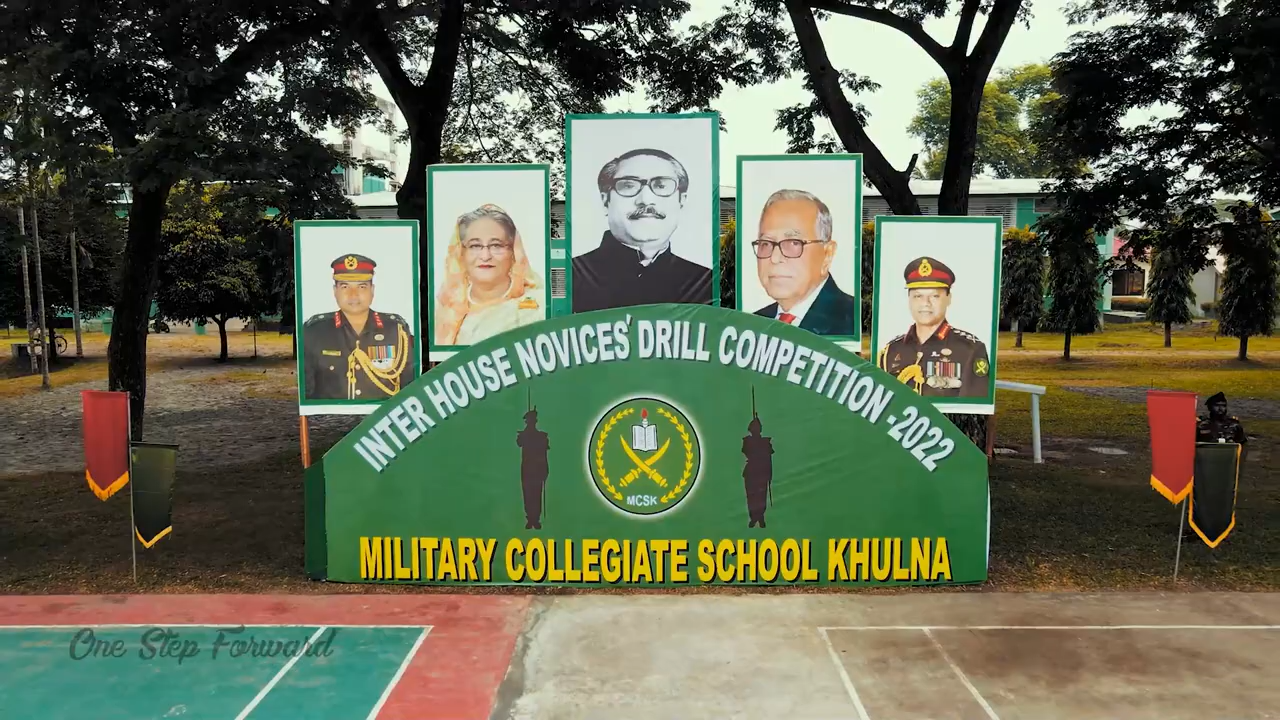 INTER HOUSE NOVICES' DRILL COMPETITION -2022
MCSK
MILITARY COLLEGIATE SCHOOL KHULNA
One Step Forward